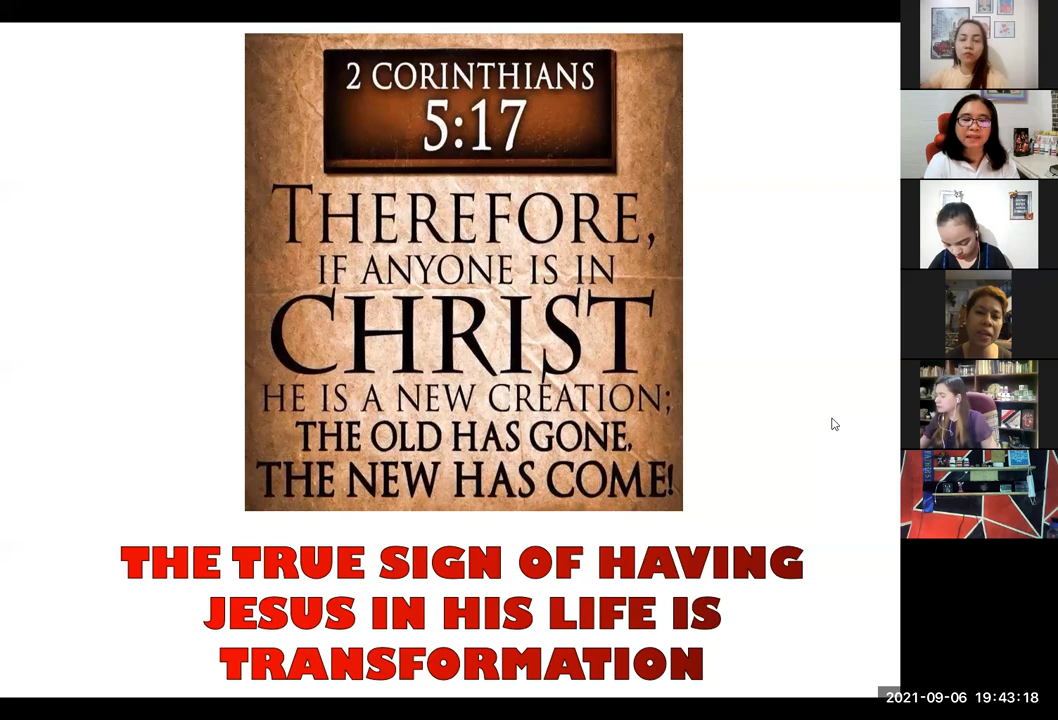 2 CORINTHIANS
5:17
THEREFORE,
IF ANYONE IS IN
CHRIST
HE IS A NEW CREATION;
THE OLD HAS GONE,
THE NEW HAS COME!
THE TRUE SIGN OF HAVING
JESUS IN HIS LIFE IS
TRANSFORMATION
2021-09-06 19:43:18